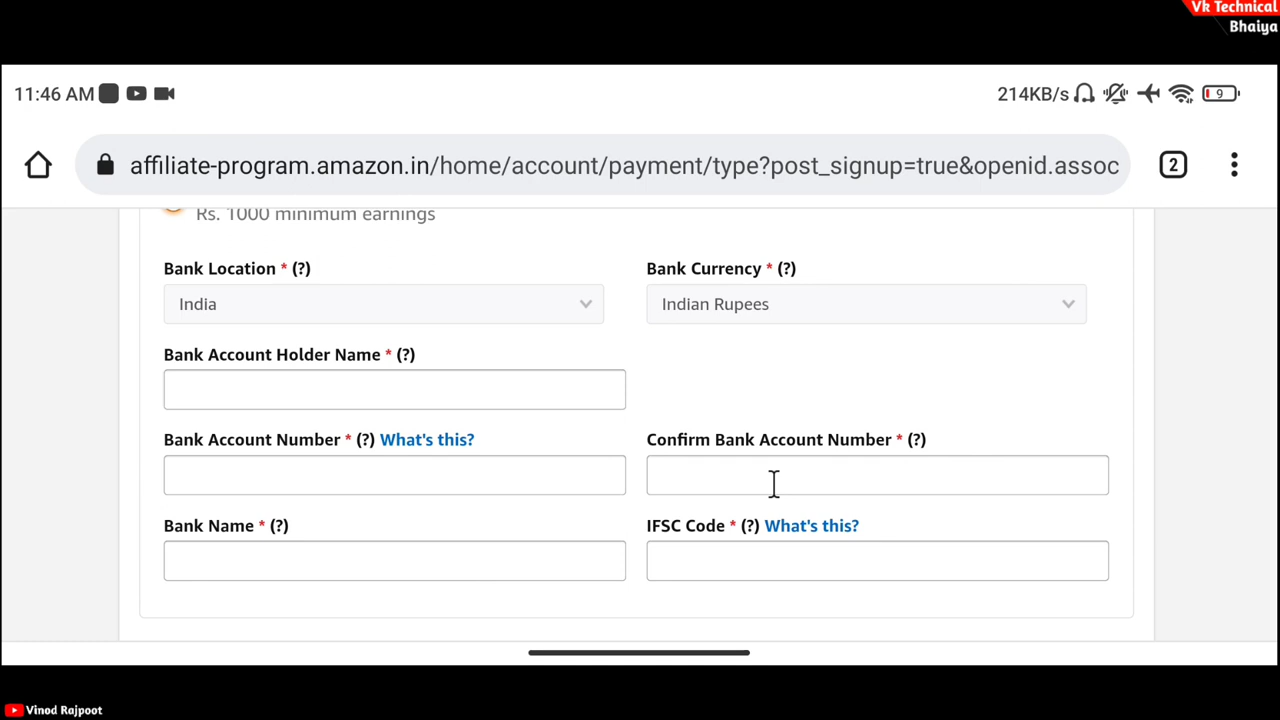 Vk Technical
Bhaiya
11:46 AM 214KB/s 9
affiliate-program.amazon.in/home/account/payment/type?post_signup=true&openid.assoc 2
Rs. 1000 minimum earnings
Bank Location * (?) Bank Currency * (?)
India Indian Rupees
Bank Account Holder Name * (?)
Bank Account Number * (?) What's this? Confirm Bank Account Number * (?)
Bank Name * (?) IFSC Code * (?) What's this?
Vinod Rajpoot